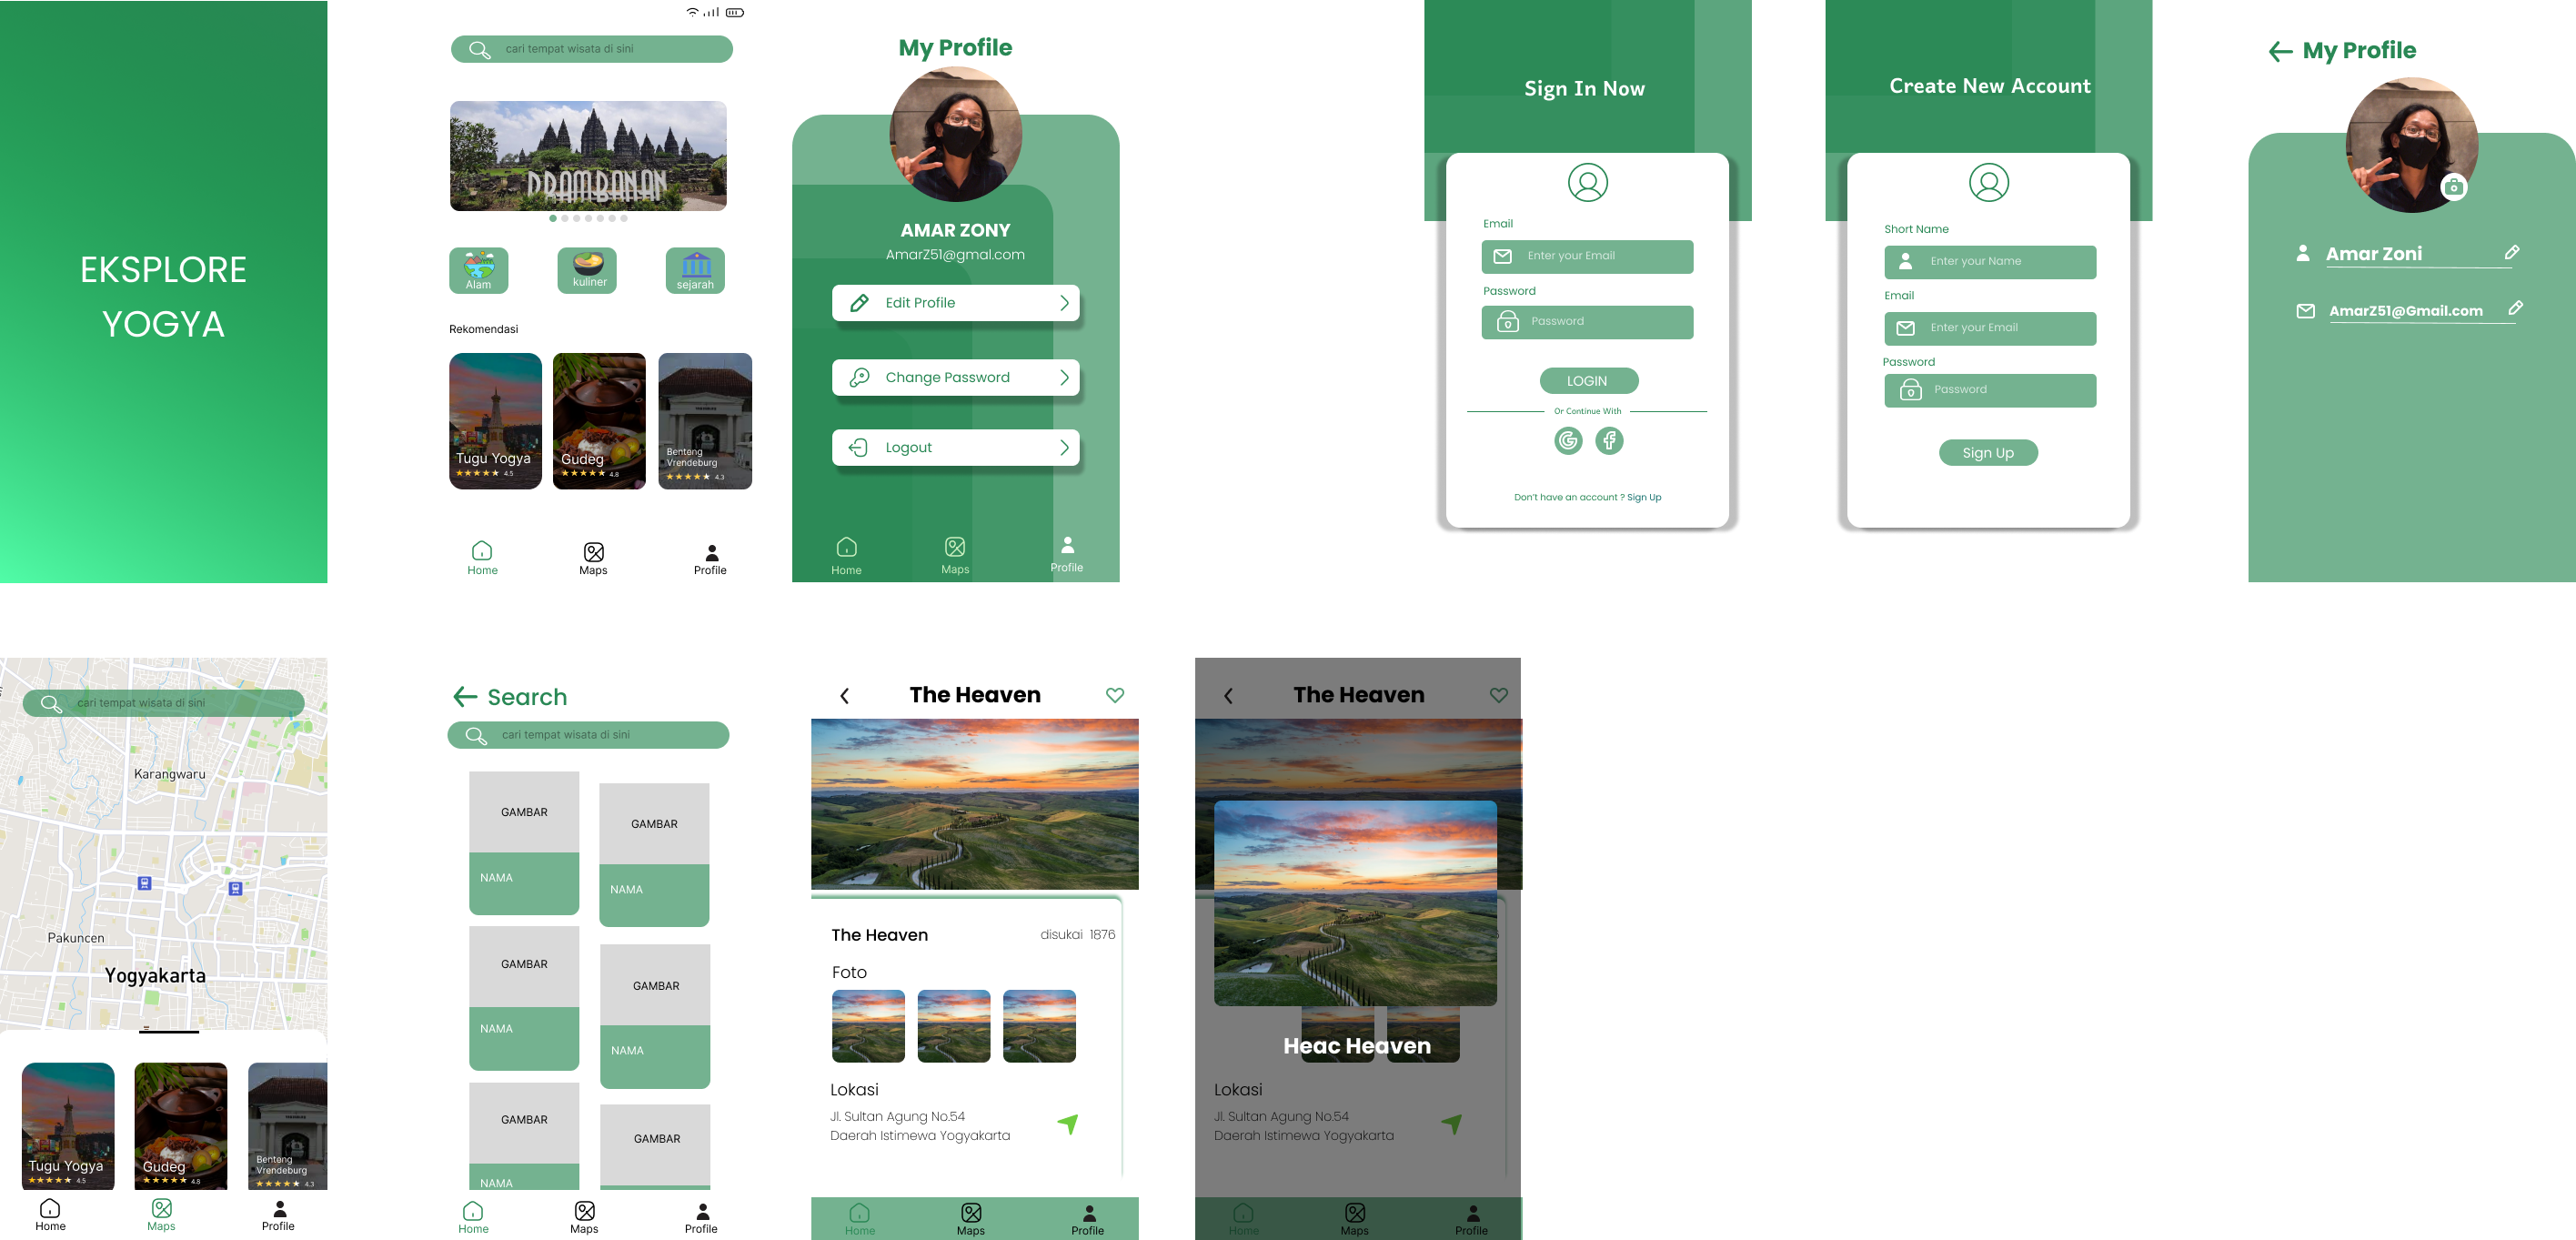 EKSPLORE
YOGYA
cari tempat wisata di sini
PRAMBANAN
Alam
kuliner
sejarah
Rekomendasi
Tugu Yogya
4.5
Gudeg
4.8
Benteng
Vrendeburg
4.3
Home
Maps
Profile
My Profile
AMAR ZONY
AmarZ51@gmal.com
Edit Profile
Change Password
Logout
Home
Maps
Profile
Sign In Now
Email
Enter your Email
Password
Password
LOGIN
Or Continue With
G
f
Don't have an account ? Sign Up
Create New Account
Short Name
Enter your Name
Email
Enter your Email
Password
Password
Sign Up
My Profile
Amar Zoni
AmarZ51@Gmail.com
cari tempat wisata di sini
Karangwaru
Pakuncen
Yogyakarta
Tugu Yogya
4.5
Gudeg
4.8
Benteng
Vrendeburg
4.3
Home
Maps
Profile
Search
cari tempat wisata di sini
GAMBAR
NAMA
GAMBAR
NAMA
GAMBAR
NAMA
GAMBAR
NAMA
GAMBAR
NAMA
GAMBAR
Home
Maps
Profile
The Heaven
The Heaven
disukai 1876
Foto
Lokasi
Jl. Sultan Agung No.54
Daerah Istimewa Yogyakarta
Home
Maps
Profile
The Heaven
Heac Heaven
Lokasi
Jl. Sultan Agung No.54
Daerah Istimewa Yogyakarta
Home
Maps
Profile